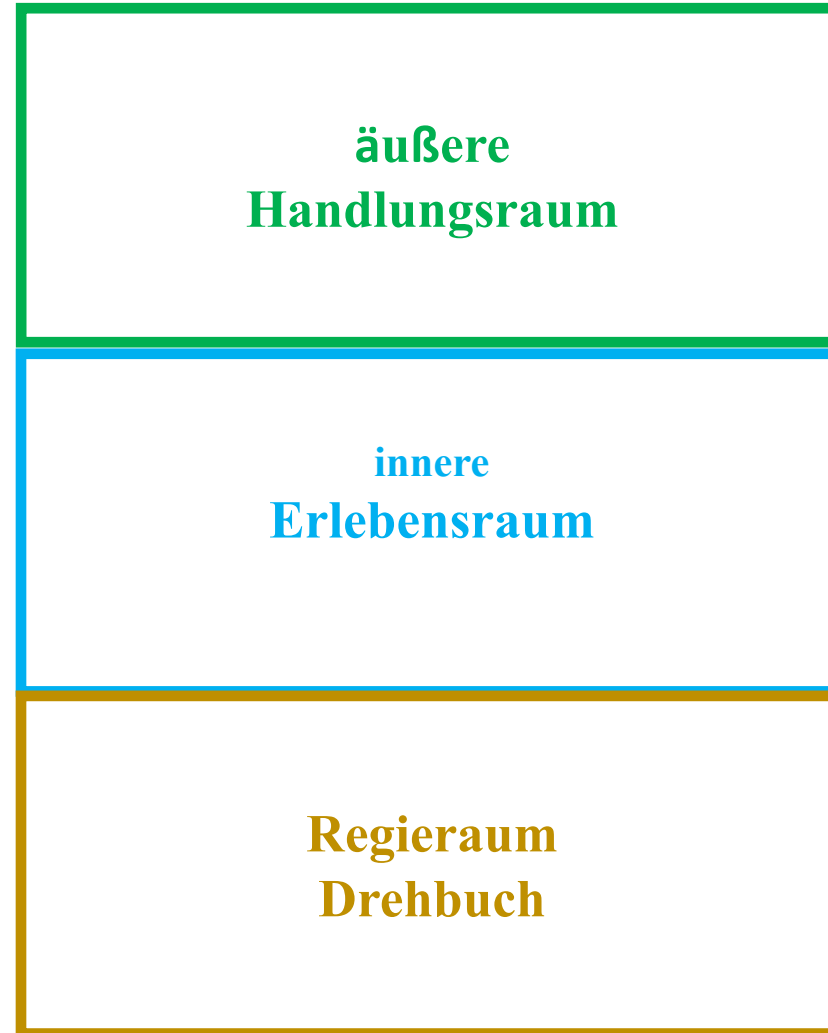 äußere
Handlungsraum
innere
Erlebensraum
Regieraum
Drehbuch